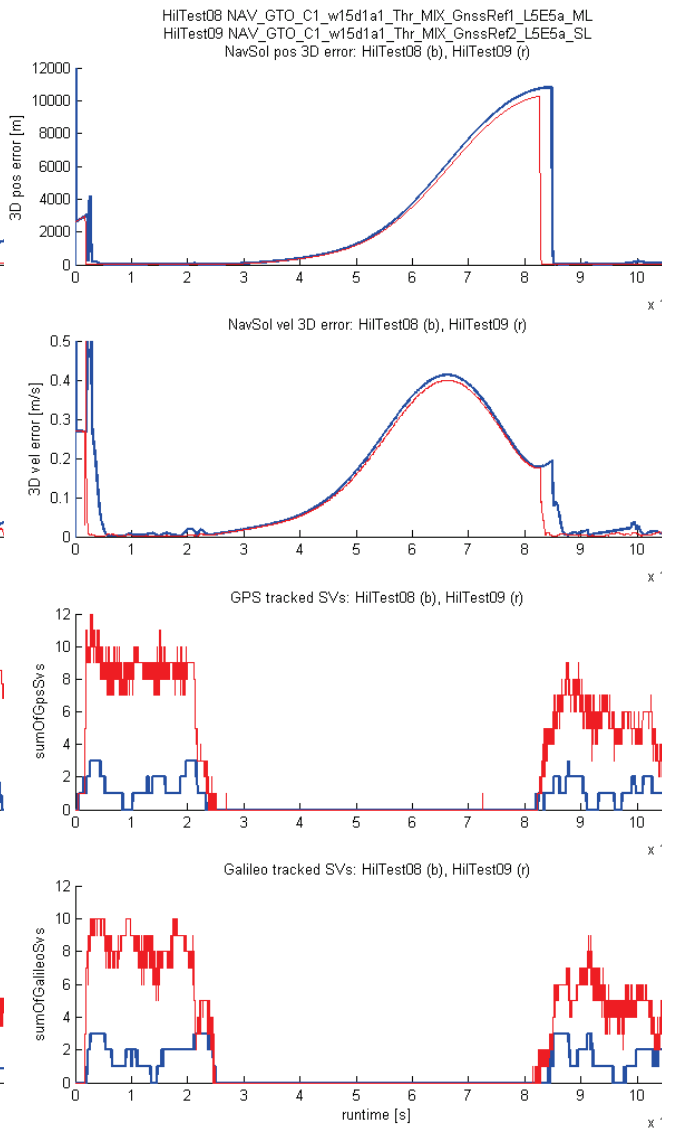 HilTest08 NAV_GTO_C1_w15d1a1_Thr_MIX_GnssRef1_L5E5a_ML
HilTest09 NAV_GTO_C1_w15d1a1_Thr_MIX_GnssRef2_L5E5a_SL
NavSol pos 3D error: HilTest08 (b), HilTest09 (r)
3D pos error [m]
12000
10000
8000
6000
4000
2000
0
0 1 2 3 4 5 6 7 8 9 10
x
NavSol vel 3D error: HilTest08 (b), HilTest09 (r)
3D vel error [m/s]
0.5
0.4
0.3
0.2
0.1
0
0 1 2 3 4 5 6 7 8 9 10
x
GPS tracked SVs: HilTest08 (b), HilTest09 (r)
sumOfGpsSvs
12
10
8
6
4
2
0
0 1 2 3 4 5 6 7 8 9 10
x
Galileo tracked SVs: HilTest08 (b), HilTest09 (r)
sumOfGalileoSvs
12
10
8
6
4
2
0
0 1 2 3 4 5 6 7 8 9 10
runtime [s]
x